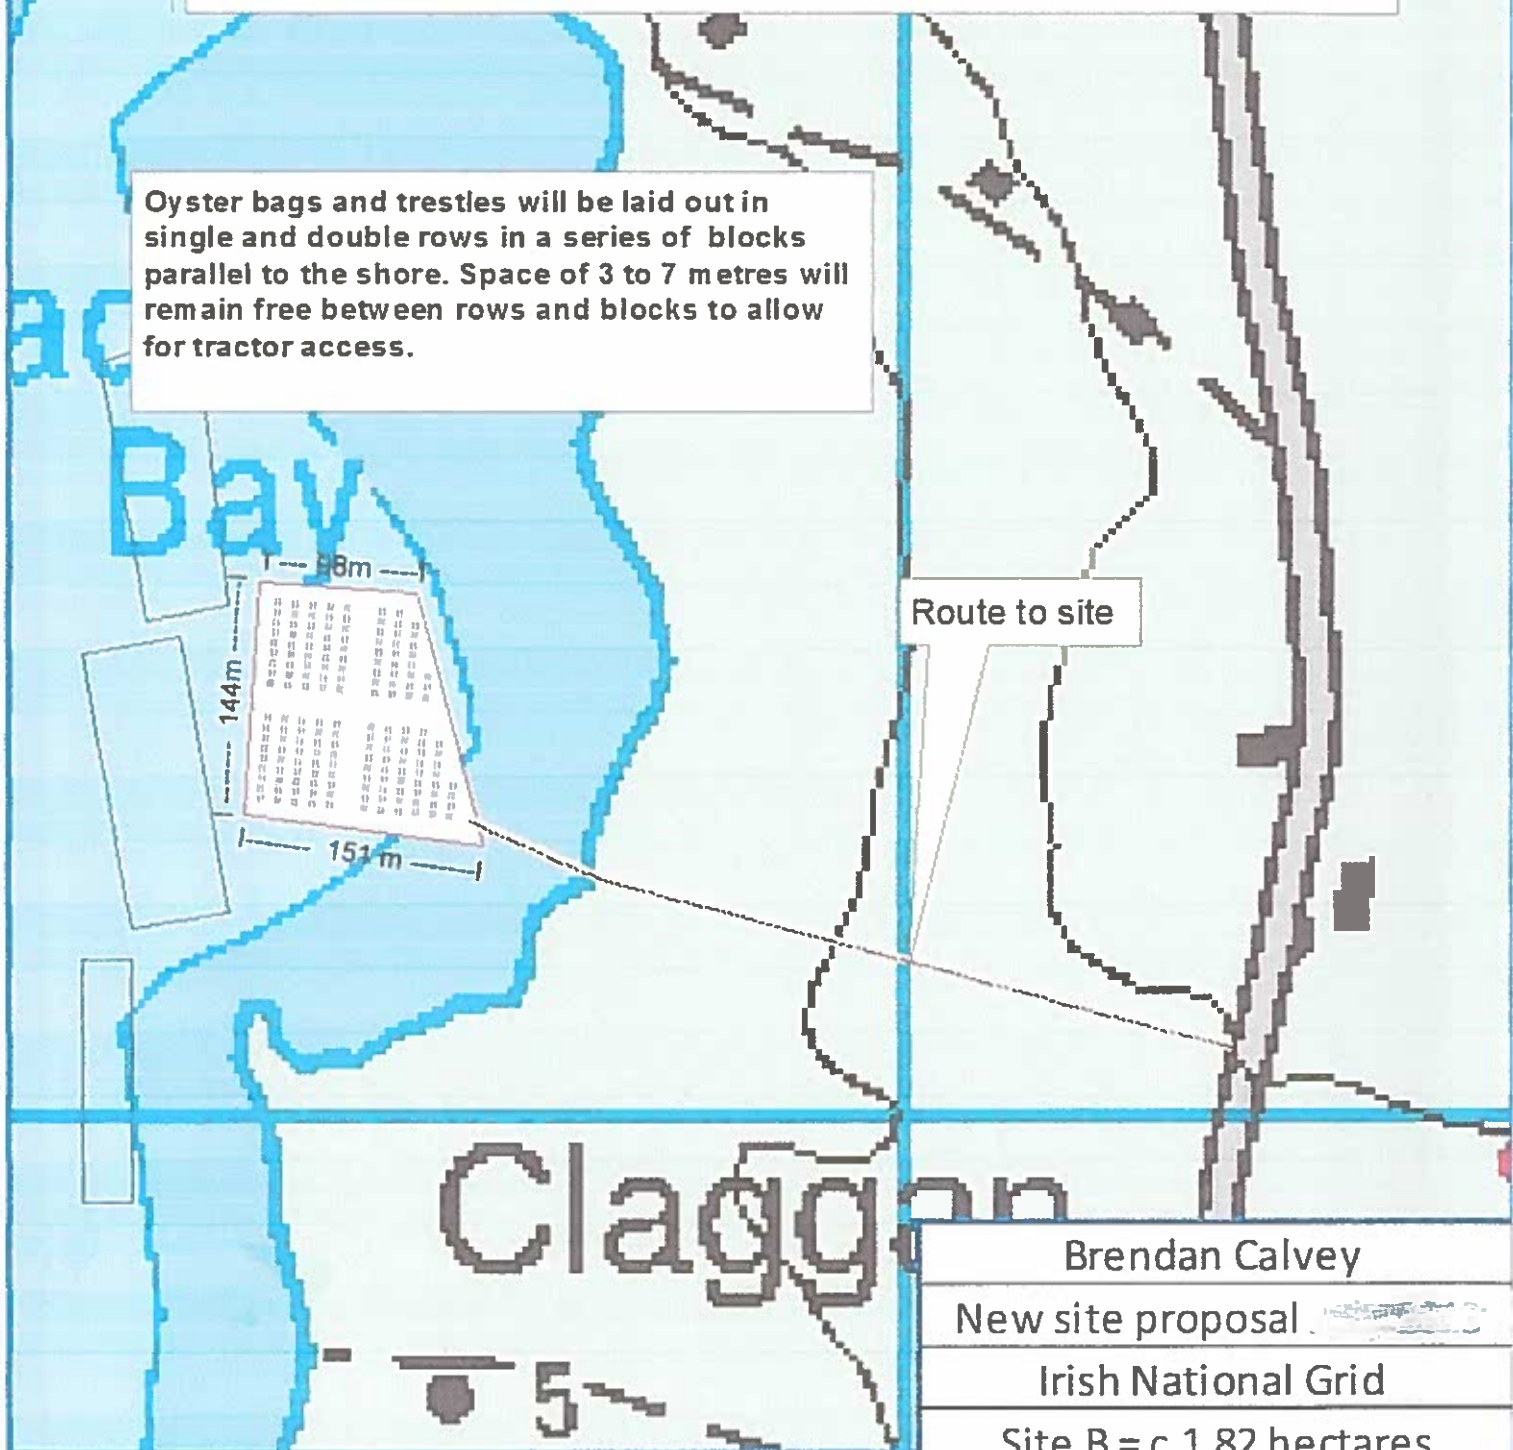 Oyster bags and trestles will be laid out in
single and double rows in a series of blocks
parallel to the shore. Space of 3 to 7 metres will
remain free between rows and blocks to allow
for tractor access.
Bay
98m
144m
151 m
Route to site
Claggan
5
Brendan Calvey
New site proposal
Irish National Grid
Site B = c 1.82 hectares